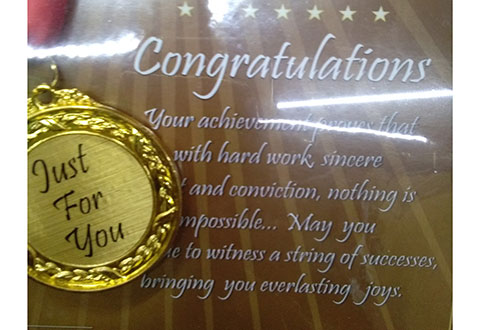 Congratulations
Your achievement proves that
with hard work, sincere
and conviction, nothing is
mpossible... May you
to witness a string of successes,
bringing you everlasting joys.
Just
For
You